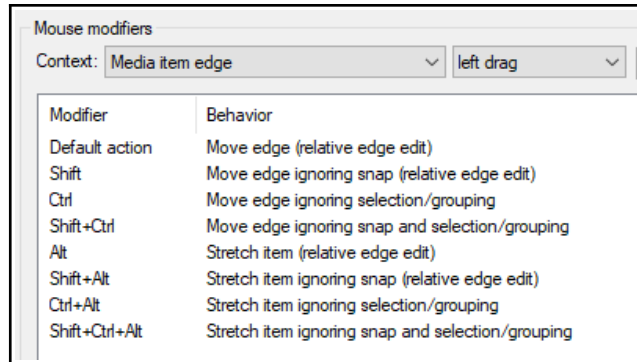 Mouse modifiers
Context: Media item edge left drag
Modifier Behavior
Default action Move edge (relative edge edit)
Shift Move edge ignoring snap (relative edge edit)
Ctrl Move edge ignoring selection/grouping
Shift+Ctrl Move edge ignoring snap and selection/grouping
Alt Stretch item (relative edge edit)
Shift+Alt Stretch item ignoring snap (relative edge edit)
Ctrl+Alt Stretch item ignoring selection/grouping
Shift+Ctrl+Alt Stretch item ignoring snap and selection/grouping